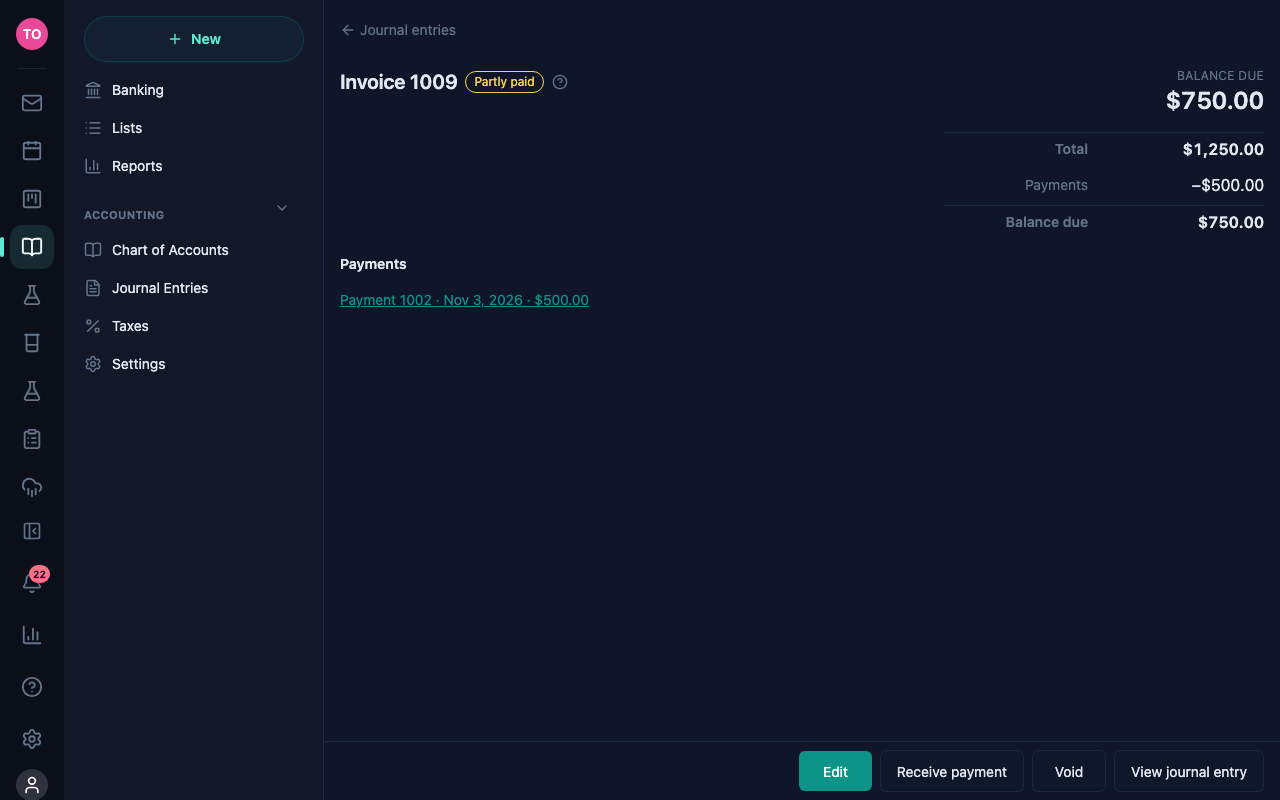 TO
New
Banking
Lists
Reports
ACCOUNTING
Chart of Accounts
Journal Entries
Taxes
Settings
22
Journal entries
Invoice 1009
Partly paid
BALANCE DUE
$750.00
Total $1,250.00
Payments –$500.00
Balance due $750.00
Payments
Payment 1002 · Nov 3, 2026 · $500.00
Edit
Receive payment
Void
View journal entry